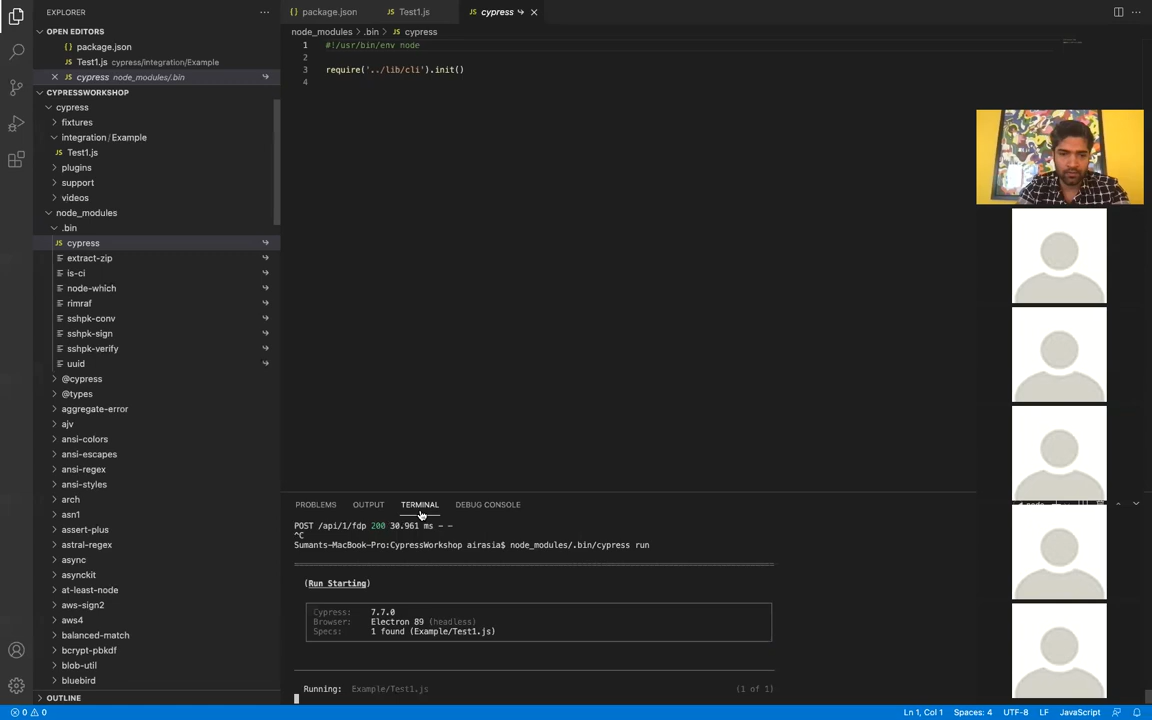 EXPLORER
OPEN EDITORS
package.json
Test1.js cypress/integration/Example
cypress node_modules/.bin
CYPRESSWORKSHOP
cypress
fixtures
integration / Example
Test1.js
plugins
support
videos
node_modules
.bin
cypress
extract-zip
is-ci
node-which
rimraf
sshpk-conv
sshpk-sign
sshpk-verify
uuid
@cypress
@types
aggregate-error
ajv
ansi-colors
ansi-escapes
ansi-regex
ansi-styles
arch
asn1
assert-plus
astral-regex
async
asynckit
at-least-node
aws-sign2
aws4
balanced-match
bcrypt-pbkdf
blob-util
bluebird
OUTLINE
package.json Test1.js cypress
node_modules > .bin > cypress
1 #!/usr/bin/env node
2
3 require('../lib/cli').init()
4
PROBLEMS OUTPUT TERMINAL DEBUG CONSOLE
POST /api/1/fdp 200 30.961 ms - -
^C
Sumants-MacBook-Pro:CypressWorkshop airasia$ node_modules/.bin/cypress run
(Run Starting)
Cypress: 7.7.0
Browser: Electron 89 (headless)
Specs: 1 found (Example/Test1.js)
Running: Example/Test1.js (1 of 1)
0 0 Ln 1, Col 1 Spaces: 4 UTF-8 LF JavaScript